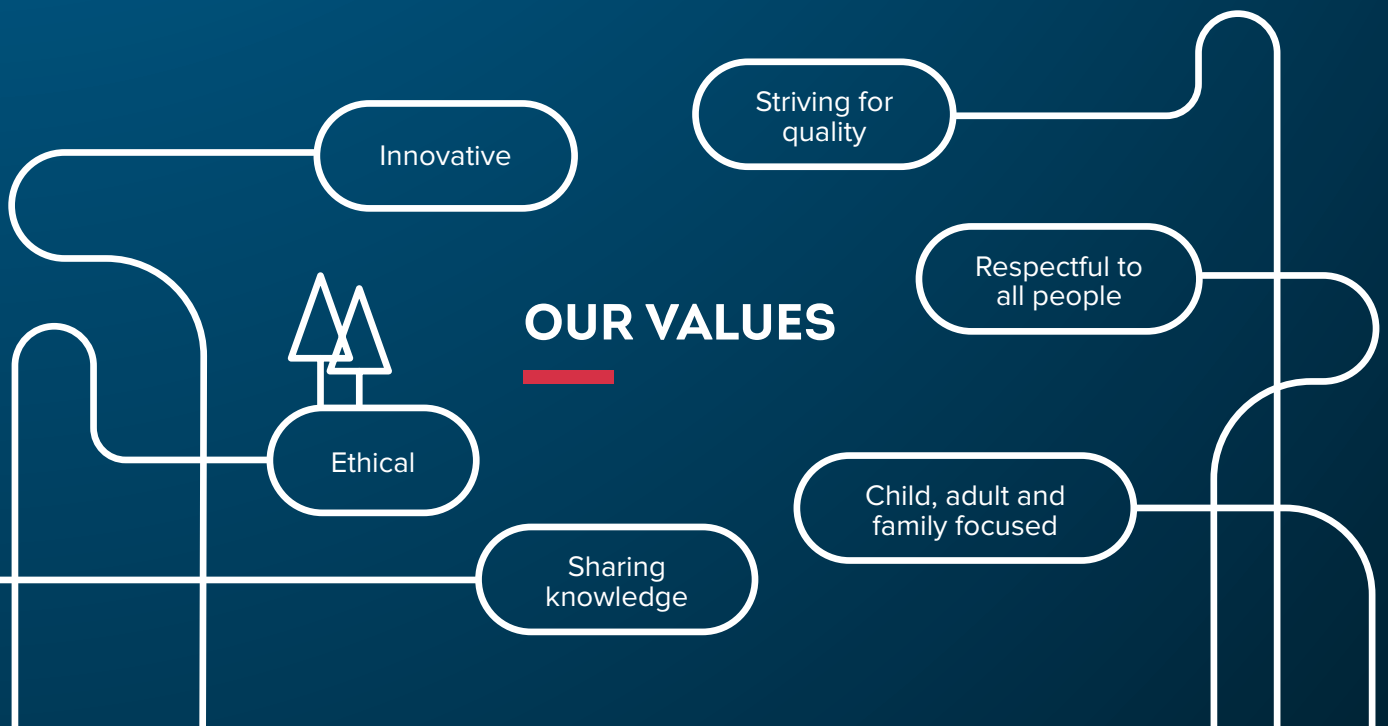 Innovative
Striving for
quality
Respectful to
all people
OUR VALUES
Ethical
Child, adult and
family focused
Sharing
knowledge